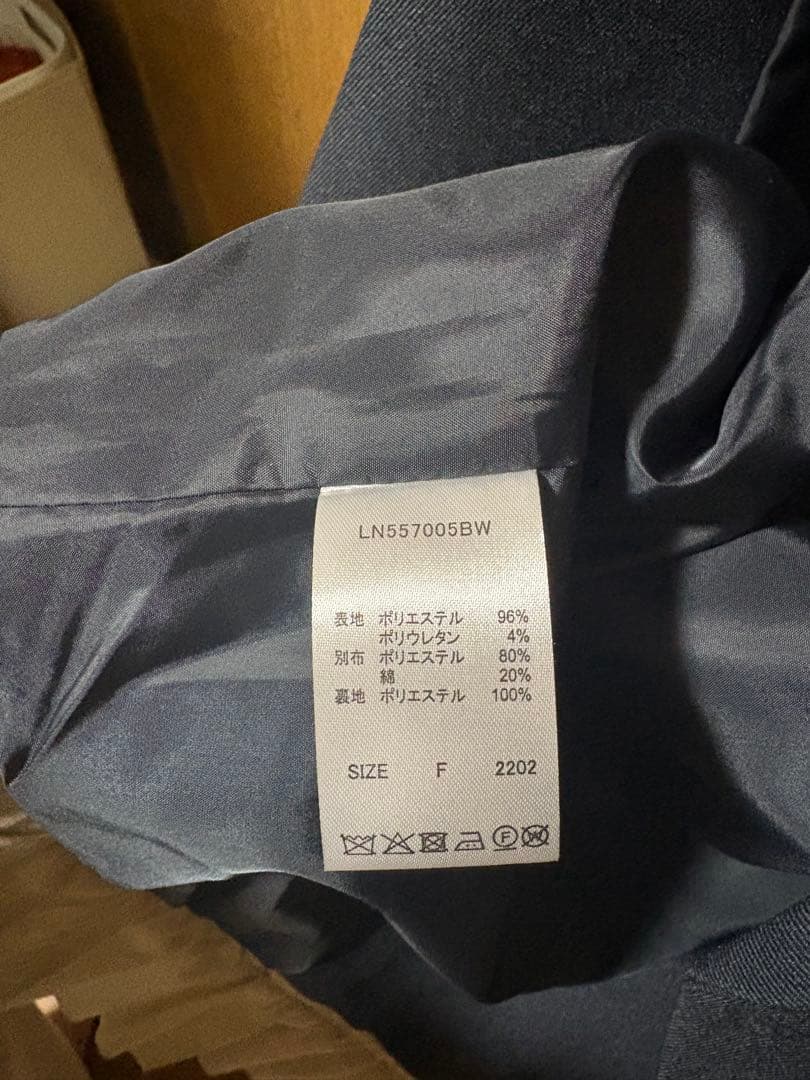 LN557005BW
表地 ポリエステル 96%
ポリウレタン 4%
別布 ポリエステル 80%
綿 20%
裏地 ポリエステル 100%
SIZE F 2202
F W